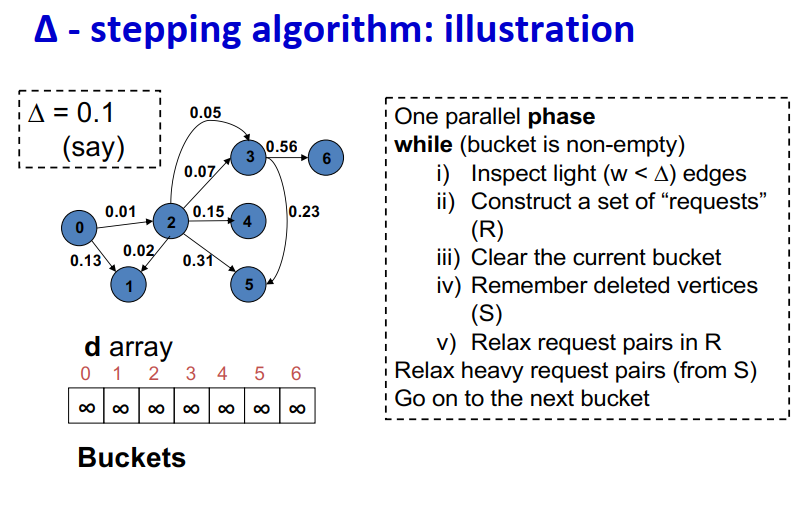 Δ - stepping algorithm: illustration
Δ = 0.1
(say)
0.05
0.56
3
6
0.07
0.01
0.15
0.23
0
2
4
0.13
0.02
0.31
1
5
d array
0 1 2 3 4 5 6
∞ ∞ ∞ ∞ ∞ ∞ ∞
Buckets
One parallel phase
while (bucket is non-empty)
i) Inspect light (w < Δ) edges
ii) Construct a set of “requests”
(R)
iii) Clear the current bucket
iv) Remember deleted vertices
(S)
v) Relax request pairs in R
Relax heavy request pairs (from S)
Go on to the next bucket